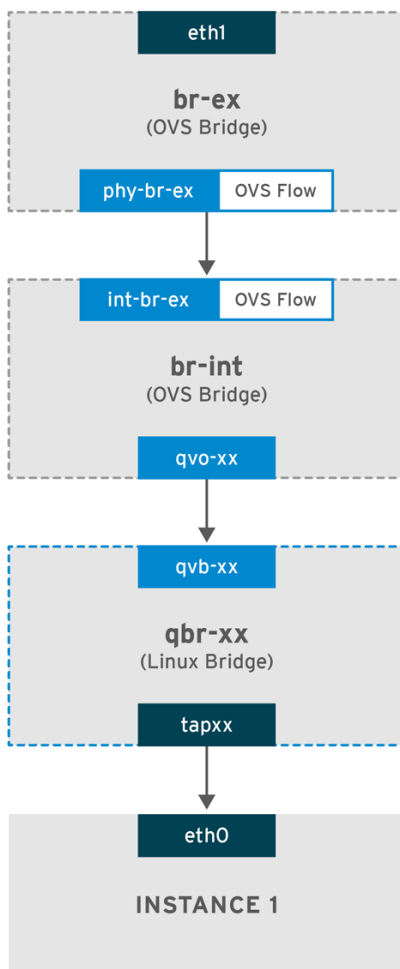 eth1
br-ex
(OVS Bridge)
phy-br-ex OVS Flow
int-br-ex OVS Flow
br-int
(OVS Bridge)
qvo-xx
qvb-xx
qbr-xx
(Linux Bridge)
tapxx
eth0
INSTANCE 1